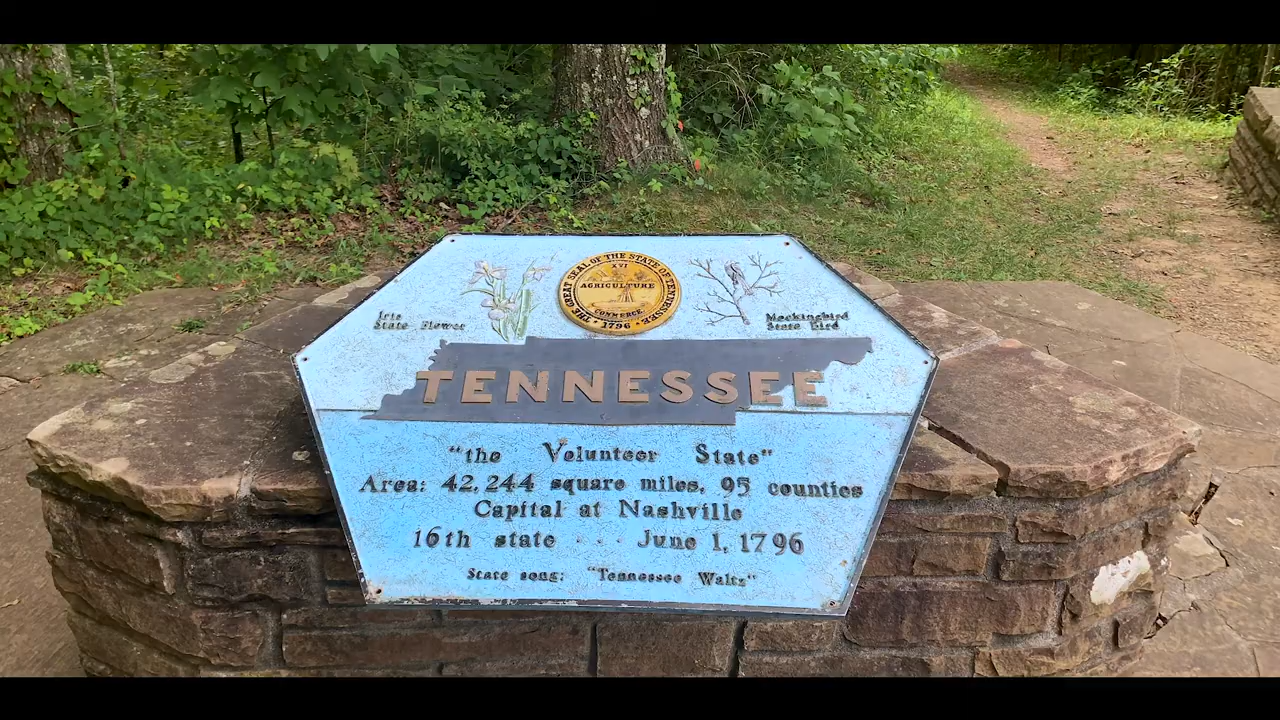 THE GREAT SEAL OF THE STATE OF TENNESSEE
XVI
AGRICULTURE
COMMERCE
1796
Iris
State Flower
Mockingbird
State bird
TENNESSEE
"the Volunteer State"
Area: 42,244 square miles, 95 counties
Capital at Nashville
16th state . . . June 1, 1796
State song: "Tennessee Waltz"